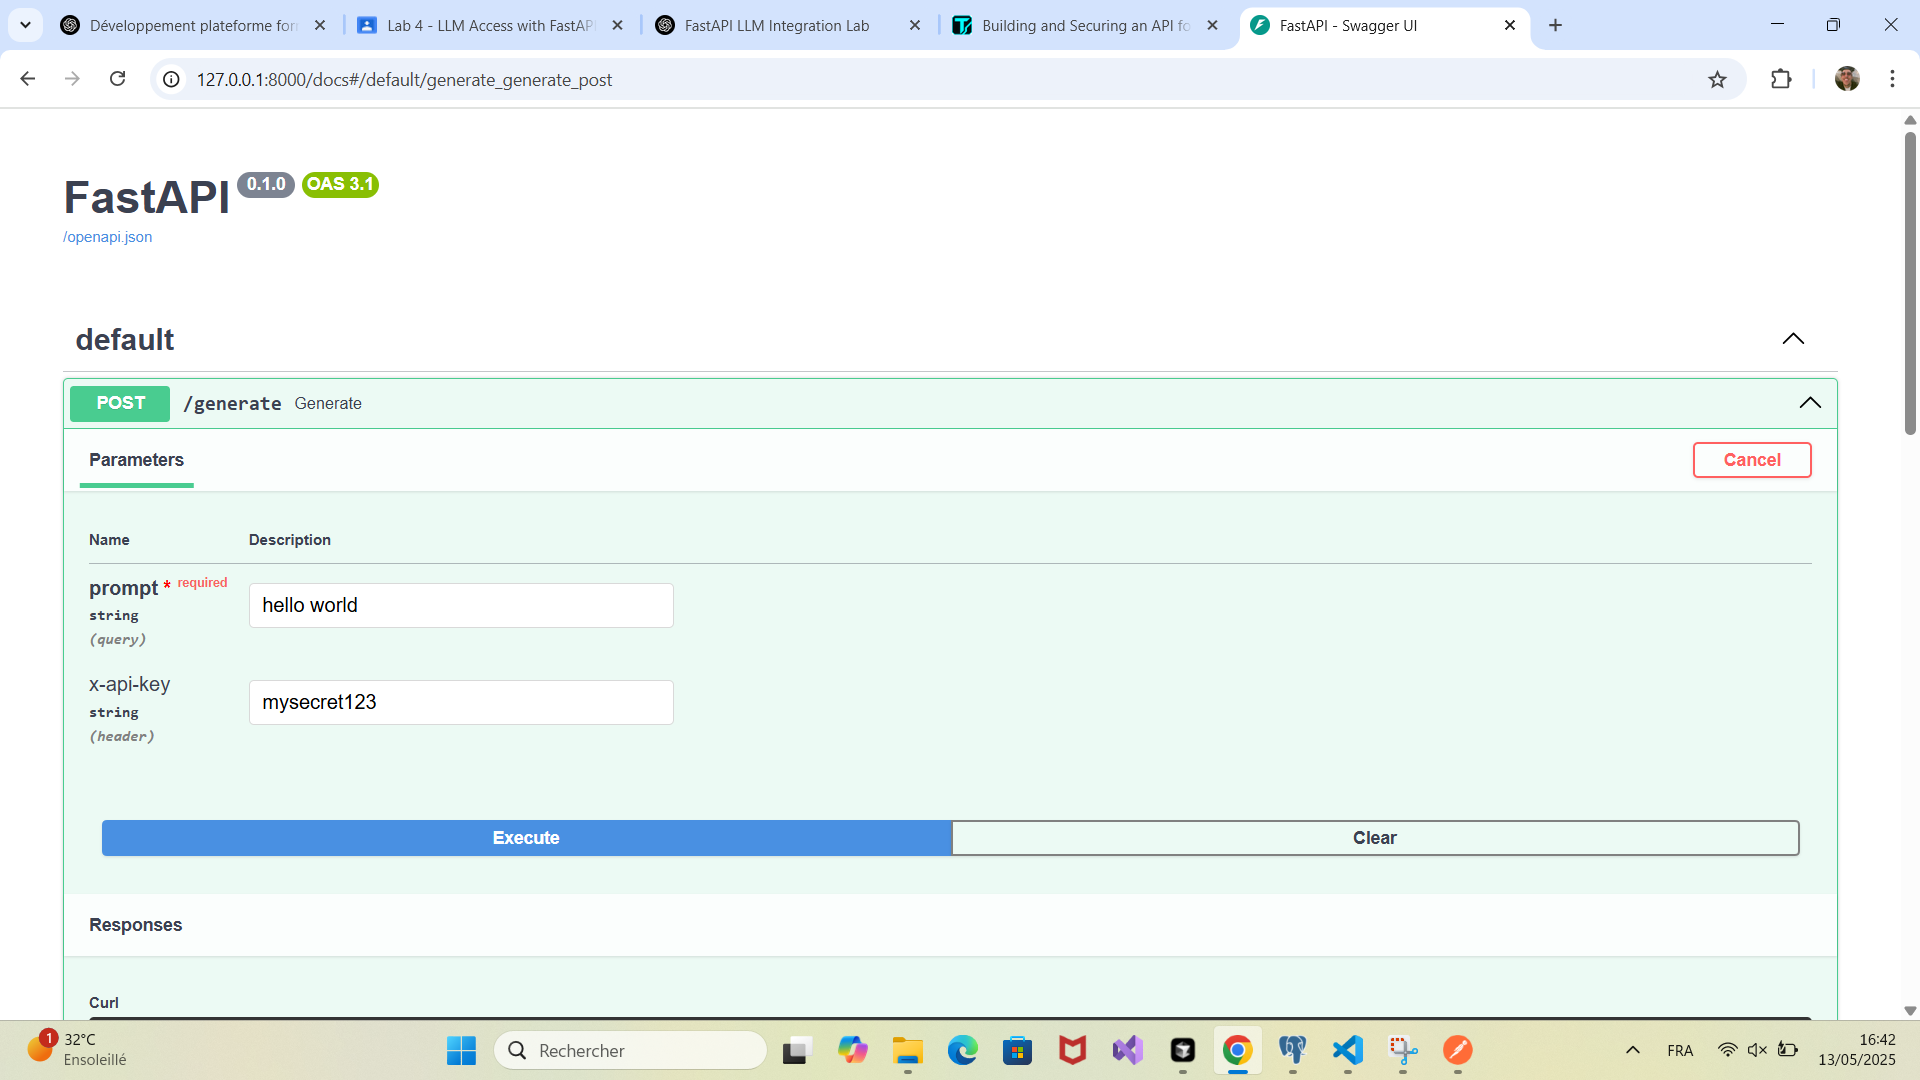 Développement plateforme for
Lab 4 - LLM Access with FastAP
FastAPI LLM Integration Lab
Building and Securing an API fo
FastAPI - Swagger UI
127.0.0.1:8000/docs#/default/generate_generate_post
FastAPI 0.1.0 OAS 3.1
/openapi.json
default
POST /generate Generate
Parameters
Cancel
Name Description
prompt * required
string
(query)
hello world
x-api-key
string
(header)
mysecret123
Execute
Clear
Responses
Curl
1
32°C
Ensoleillé
Rechercher
FRA
16:42
13/05/2025